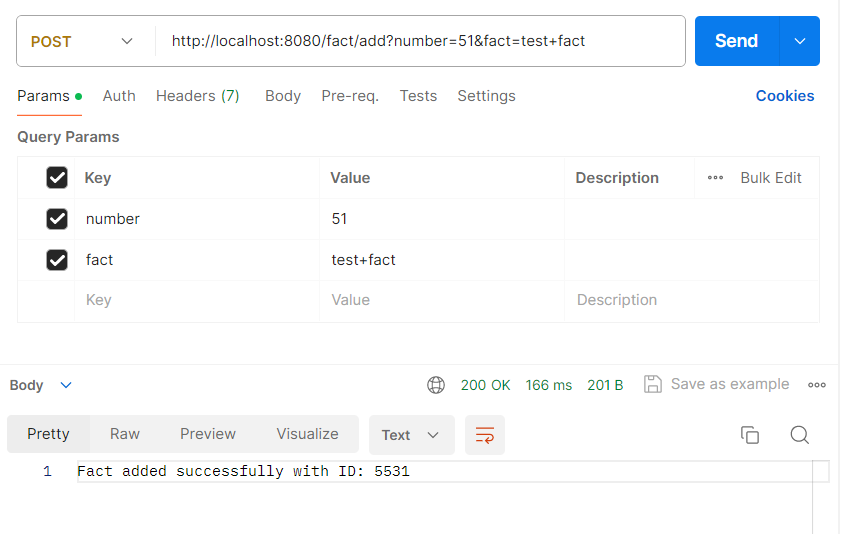 POST http://localhost:8080/fact/add?number=51&fact=test+fact Send
Params Auth Headers (7) Body Pre-req. Tests Settings Cookies
Query Params
Key Value Description Bulk Edit
number 51
fact test+fact
Key Value Description
Body 200 OK 166 ms 201 B Save as example
Pretty Raw Preview Visualize Text
1 Fact added successfully with ID: 5531